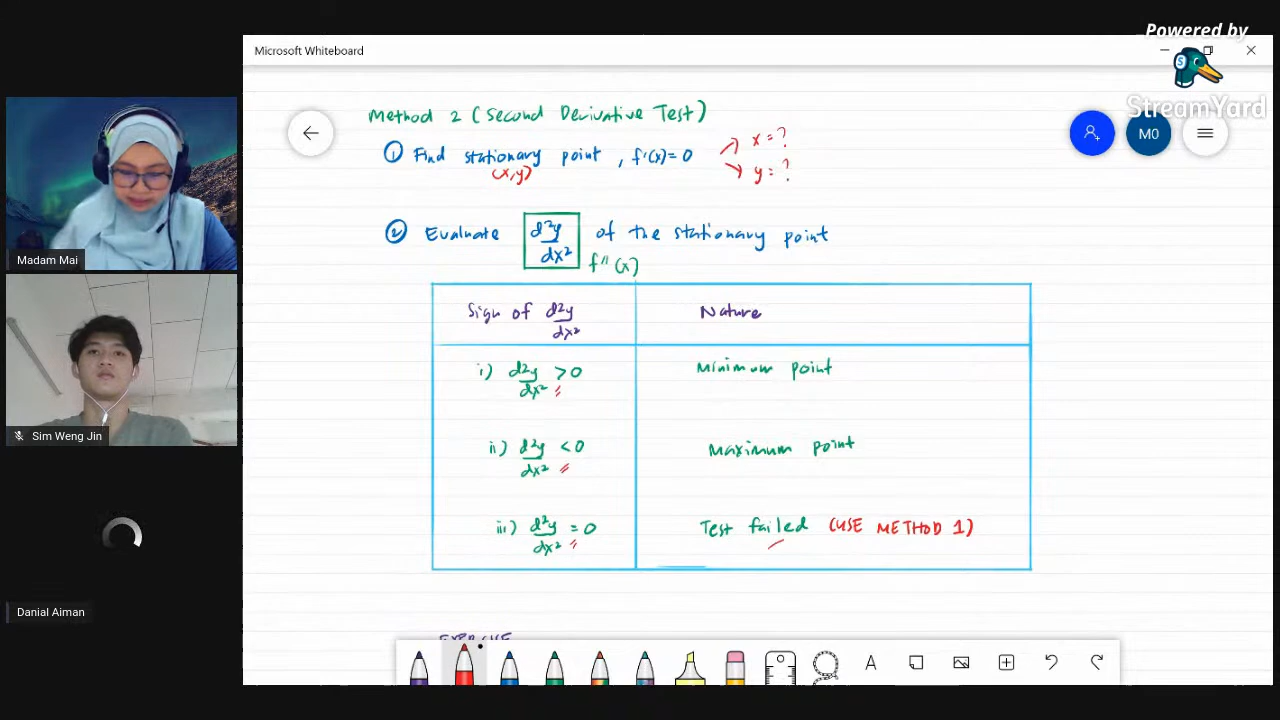 Powered by
StreamYard
Microsoft Whiteboard
M0
Method 2 (Second Derivative Test)
① Find stationary point, f'(x)=0
(x,y)
x = ?
y = ?
② Evaluate d²y/dx² of the stationary point
f''(x)
Sign of d²y/dx² Nature
i) d²y/dx² > 0 Minimum point
ii) d²y/dx² < 0 Maximum point
iii) d²y/dx² = 0 Test failed (USE METHOD 1)
EXERCISE
A
Madam Mai
Sim Weng Jin
Danial Aiman